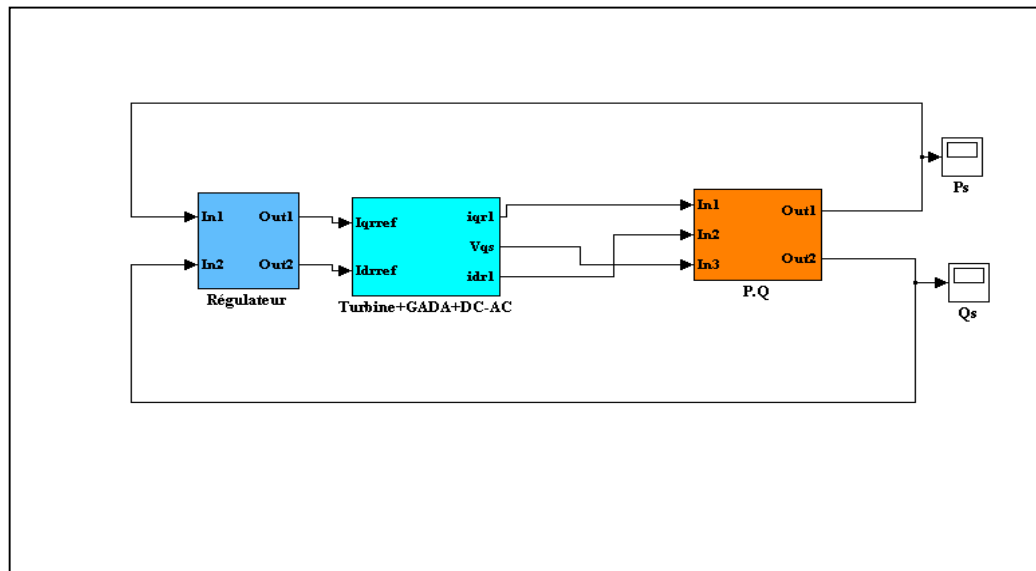 Ps
In1
Out1
In2
Out2
Régulateur
Iqrref
iqr1
Vqs
Idrref
idr1
Turbine+GADA+DC-AC
In1
Out1
In2
Out2
In3
P.Q
Qs